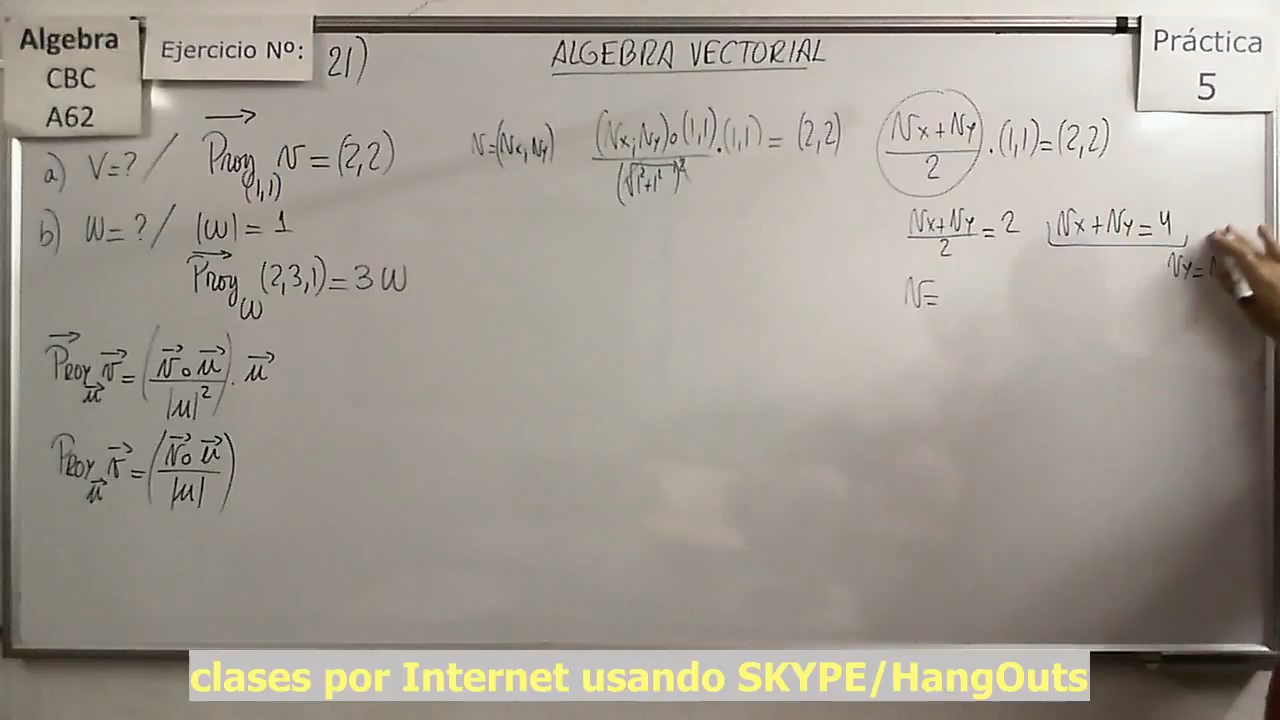 Algebra
CBC
A62
Ejercicio Nº: 21)
ALGEBRA VECTORIAL
Práctica
5
a) V=? / Proy(1,1) v = (2,2)
b) W=? / |w| = 1
Proy w (2,3,1) = 3 w
Proy u v = (v o u / |u|²) . u
Proy u v = (v o u / |u|)
v=(Vx,Vy)
(Vx,Vy) o (1,1) / (√1²+1²)² . (1,1) = (2,2)
Vx+Vy / 2 . (1,1) = (2,2)
Vx+Vy / 2 = 2
Vx+Vy=4
Vy=
V=
clases por Internet usando SKYPE/HangOuts